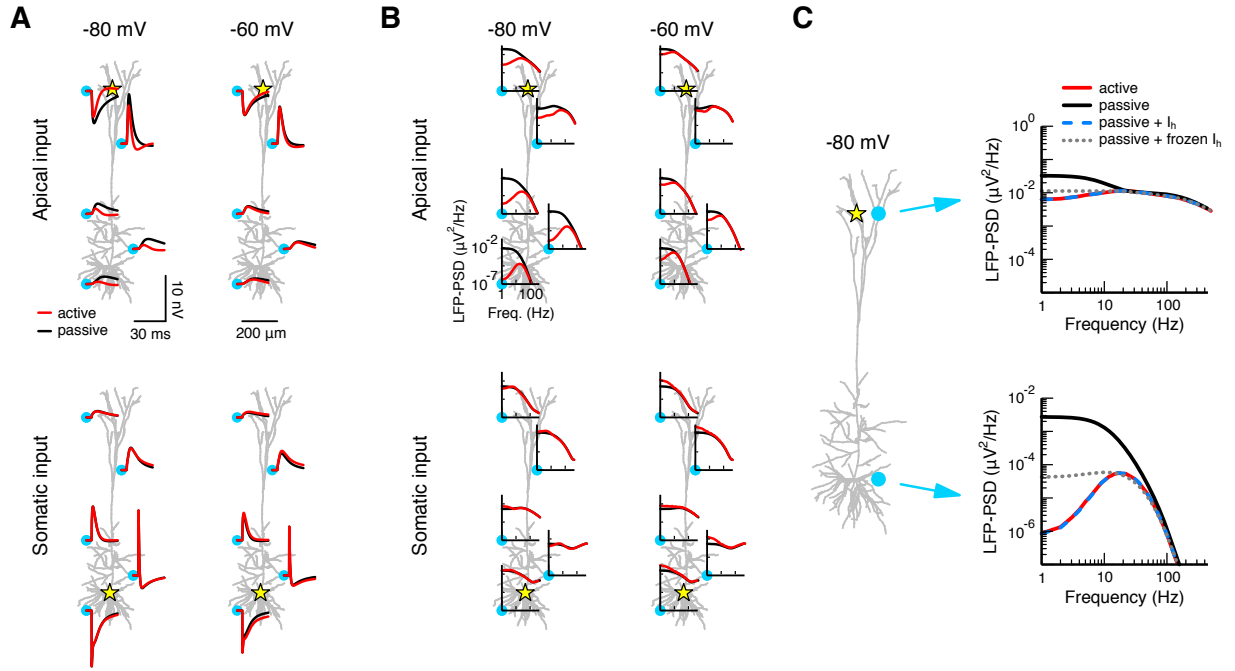 A
B
C
-80 mV
-60 mV
-80 mV
-60 mV
Apical input
Apical input
active
passive
10 nV
30 ms
200 µm
LFP-PSD (µV²/Hz)
10⁻²
10⁻⁷
100
Freq. (Hz)
Somatic input
Somatic input
-80 mV
active
passive
passive + Iₕ
passive + frozen Iₕ
LFP-PSD (µV²/Hz)
10⁰
10⁻²
10⁻⁴
1
10
100
Frequency (Hz)
LFP-PSD (µV²/Hz)
10⁻²
10⁻⁴
10⁻⁶
1
10
100
Frequency (Hz)